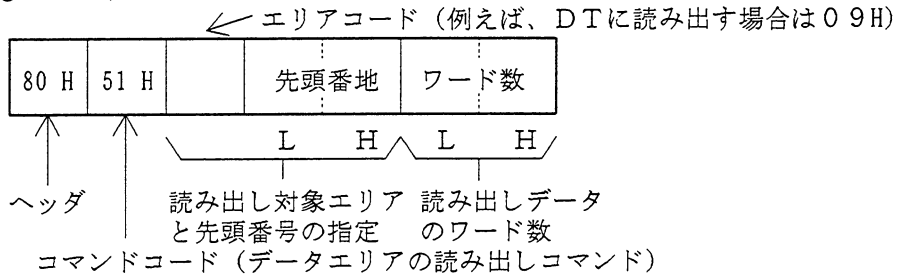 エリアコード（例えば、ＤＴに読み出す場合は０９Ｈ）
80 H 51 H 先頭番地 ワード数
Ｌ Ｈ Ｌ Ｈ
ヘッダ 読み出し対象エリア 読み出しデータ
と先頭番号の指定 のワード数
コマンドコード（データエリアの読み出しコマンド）